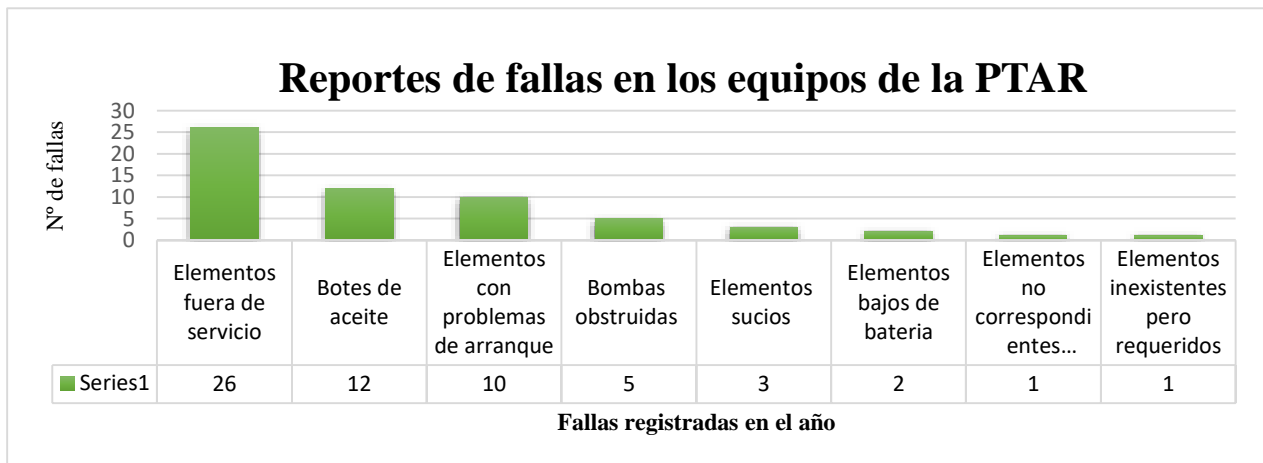 Reportes de fallas en los equipos de la PTAR
Nº de fallas
30
25
20
15
10
5
0
Elementos
fuera de
servicio
Botes de
aceite
Elementos
con
problemas
de arranque
Bombas
obstruidas
Elementos
sucios
Elementos
bajos de
bateria
Elementos
no
correspondi
entes...
Elementos
inexistentes
pero
requeridos
Series1 26 12 10 5 3 2 1 1
Fallas registradas en el año